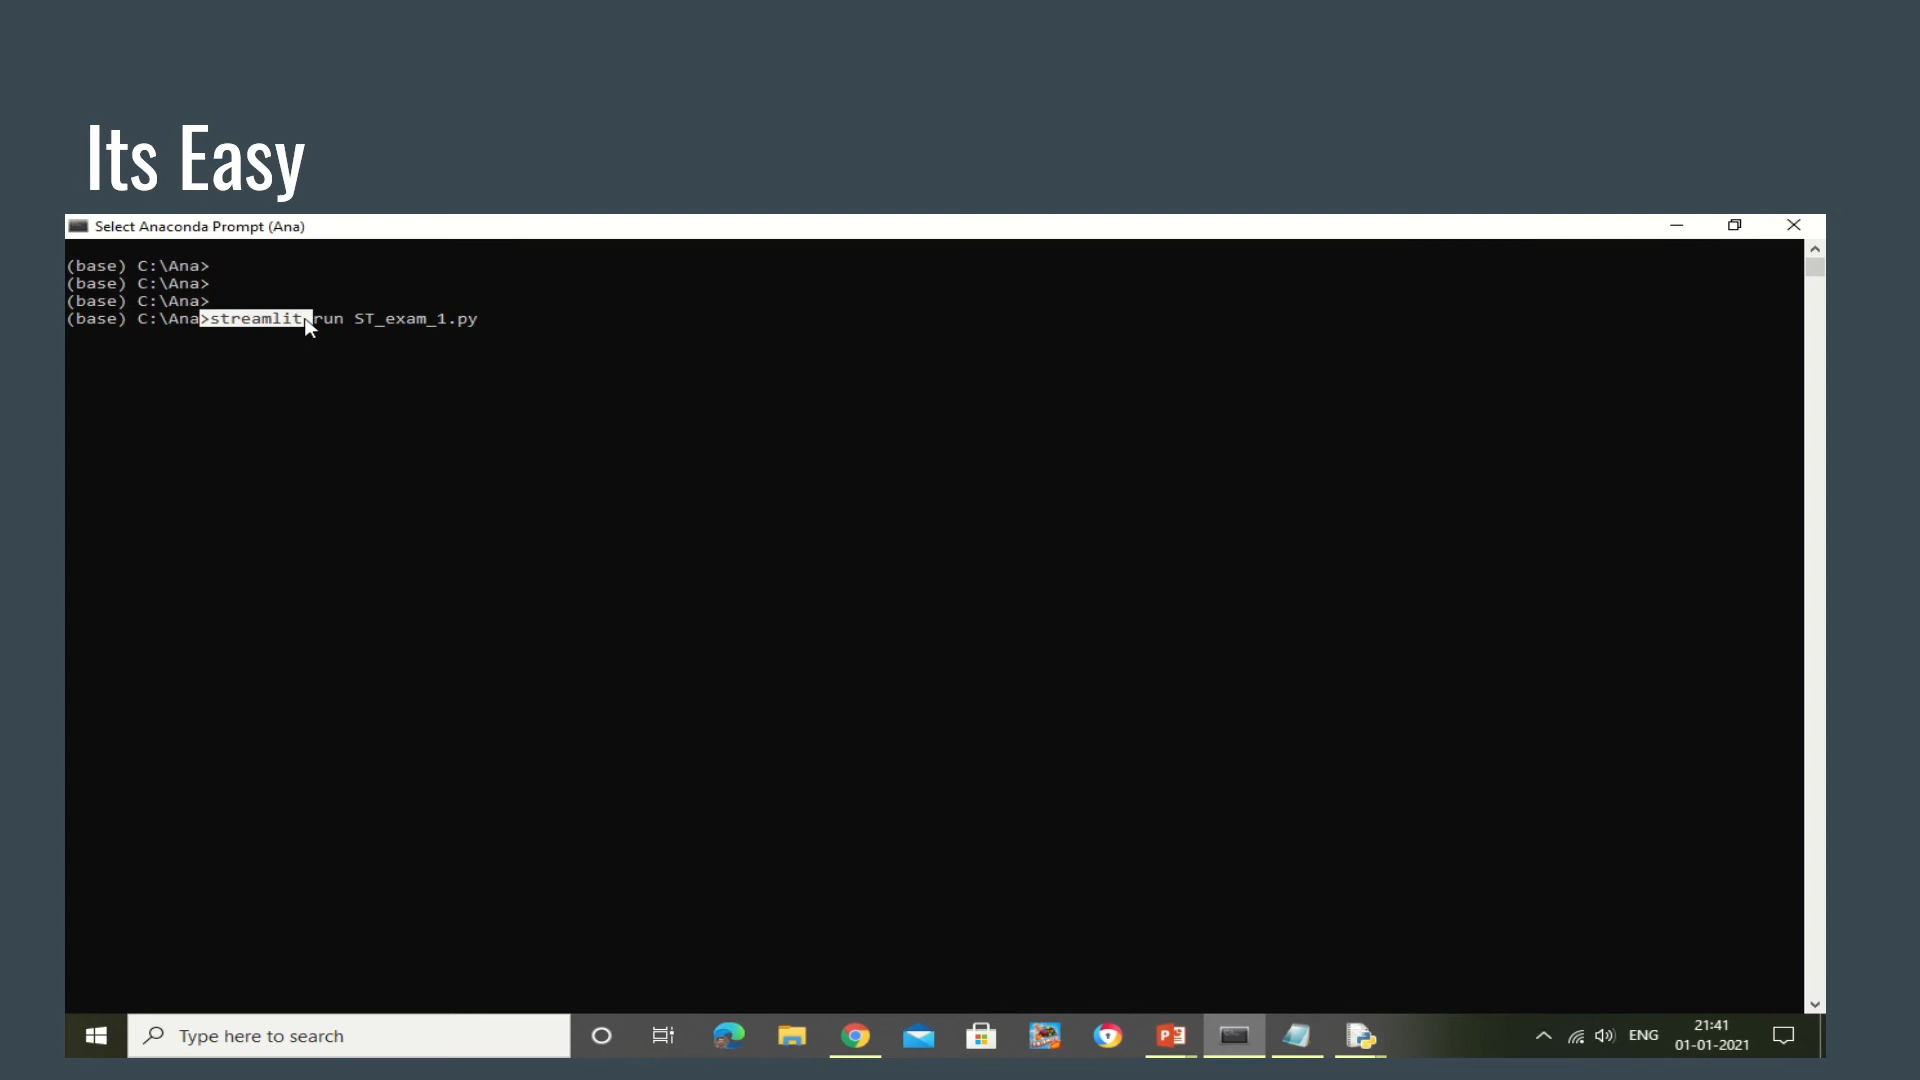 Its Easy
Select Anaconda Prompt (Ana)
(base) C:\Ana>
(base) C:\Ana>
(base) C:\Ana>
(base) C:\Ana>streamlit run ST_exam_1.py
Type here to search
ENG
21:41
01-01-2021